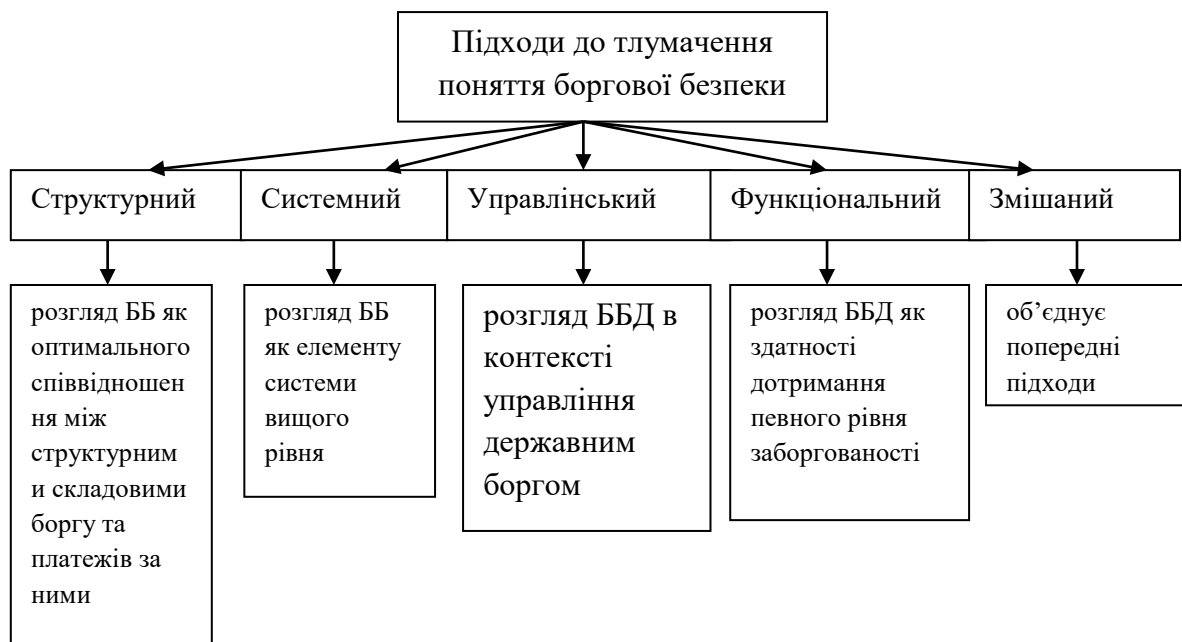 Підходи до тлумачення
поняття боргової безпеки
Структурний
Системний
Управлінський
Функціональний
Змішаний
розгляд ББ як
оптимального
співвідношен
ня між
структурним
и складовими
боргу та
платежів за
ними
розгляд ББ
як елементу
системи
вищого
рівня
розгляд ББД в
контексті
управління
державним
боргом
розгляд ББД як
здатності
дотримання
певного рівня
заборгованості
об’єднує
попередні
підходи